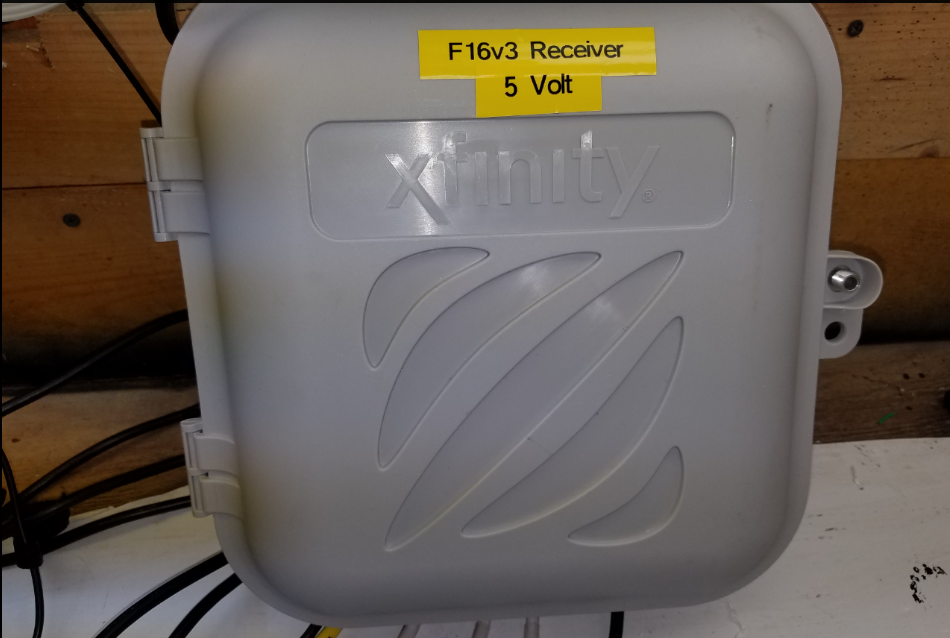 F16v3 Receiver
5 Volt
xfinity®